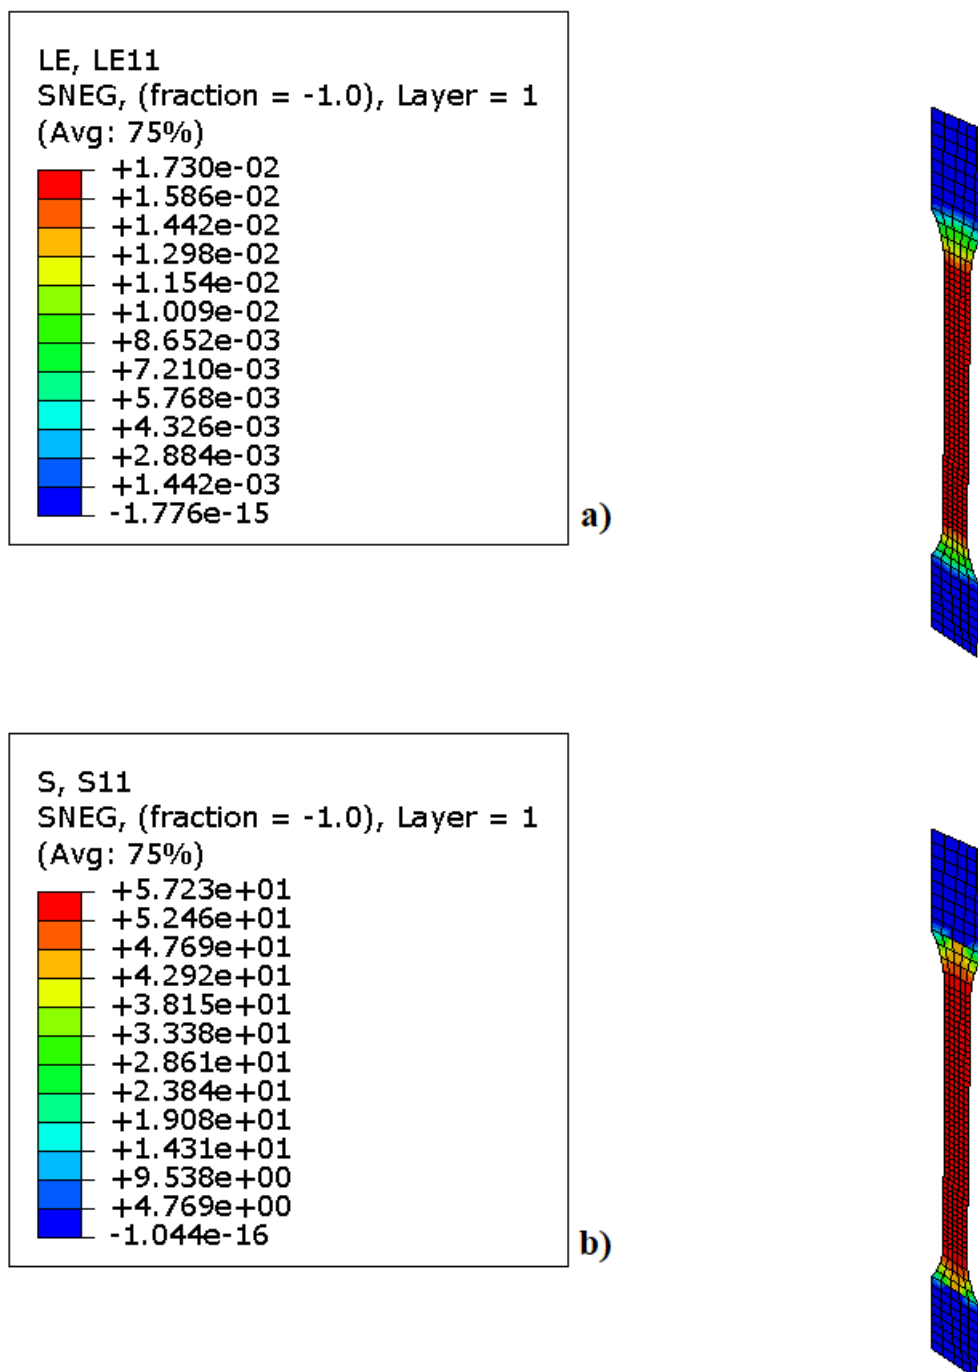 LE, LE11
SNEG, (fraction = -1.0), Layer = 1
(Avg: 75%)
+1.730e-02
+1.586e-02
+1.442e-02
+1.298e-02
+1.154e-02
+1.009e-02
+8.652e-03
+7.210e-03
+5.768e-03
+4.326e-03
+2.884e-03
+1.442e-03
-1.776e-15
a)
S, S11
SNEG, (fraction = -1.0), Layer = 1
(Avg: 75%)
+5.723e+01
+5.246e+01
+4.769e+01
+4.292e+01
+3.815e+01
+3.338e+01
+2.861e+01
+2.384e+01
+1.908e+01
+1.431e+01
+9.538e+00
+4.769e+00
-1.044e-16
b)